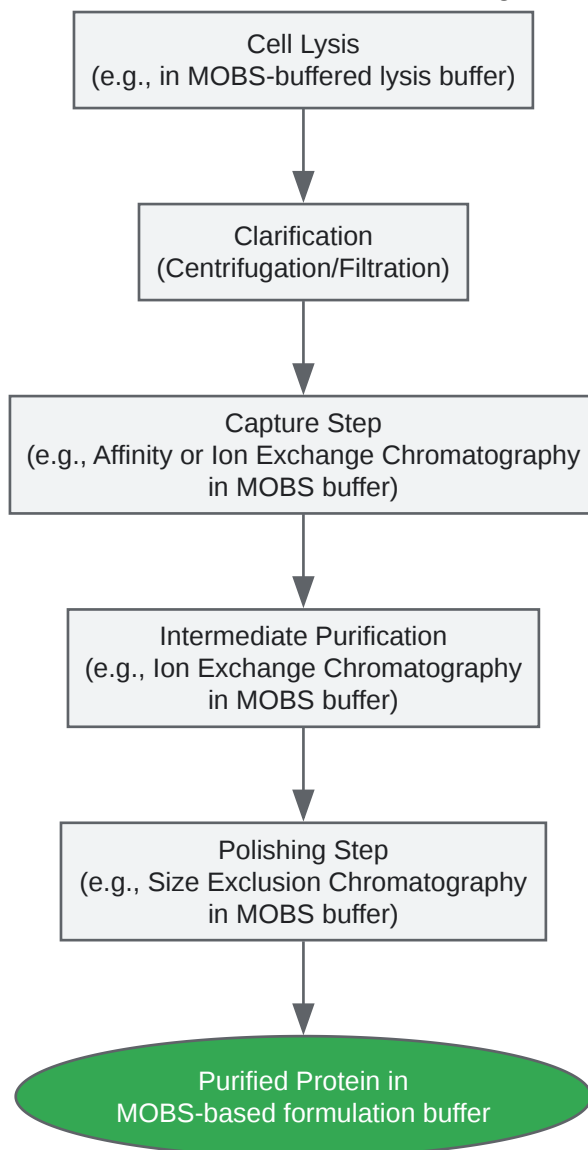 Cell Lysis
(e.g., in MOBS-buffered lysis buffer)
Clarification
(Centrifugation/Filtration)
Capture Step
(e.g., Affinity or Ion Exchange Chromatography
in MOBS buffer)
Intermediate Purification
(e.g., Ion Exchange Chromatography
in MOBS buffer)
Polishing Step
(e.g., Size Exclusion Chromatography
in MOBS buffer)
Purified Protein in
MOBS-based formulation buffer